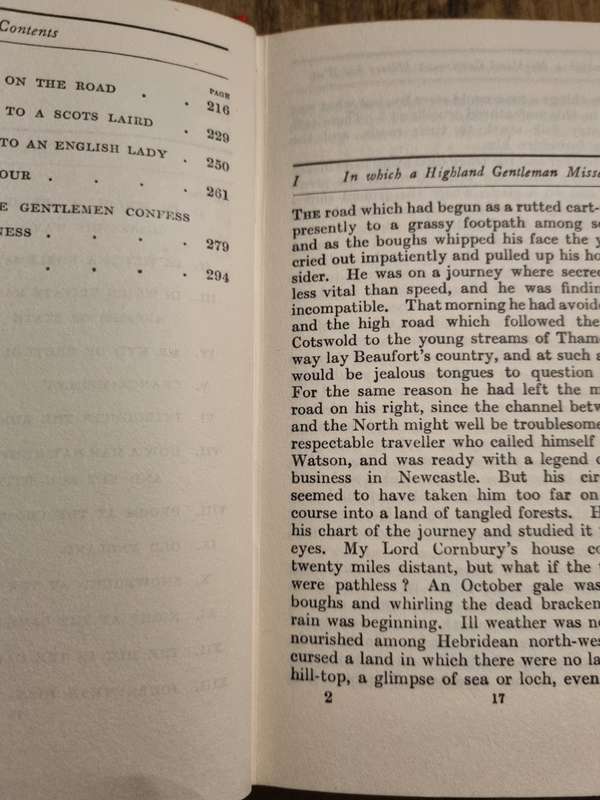 Contents
PAGE
ON THE ROAD . . 216
TO A SCOTS LAIRD 229
TO AN ENGLISH LADY . 250
OUR . . . . 261
E GENTLEMEN CONFESS
NESS . . . . 279
. . . . 294
I In which a Highland Gentleman Misse
THE road which had begun as a rutted cart-
presently to a grassy footpath among s
and as the boughs whipped his face the y
cried out impatiently and pulled up his ho
sider. He was on a journey where secre
less vital than speed, and he was findin
incompatible. That morning he had avoide
and the high road which followed the
Cotswold to the young streams of Tham
way lay Beaufort's country, and at such a
would be jealous tongues to question
For the same reason he had left the m
road on his right, since the channel betw
and the North might well be troublesome
respectable traveller who called himself
Watson, and was ready with a legend o
business in Newcastle. But his cir
seemed to have taken him too far on
course into a land of tangled forests. H
his chart of the journey and studied it
eyes. My Lord Cornbury's house co
twenty miles distant, but what if the
were pathless ? An October gale was
boughs and whirling the dead bracken
rain was beginning. Ill weather was no
nourished among Hebridean north-wes
cursed a land in which there were no la
hill-top, a glimpse of sea or loch, even
2 17